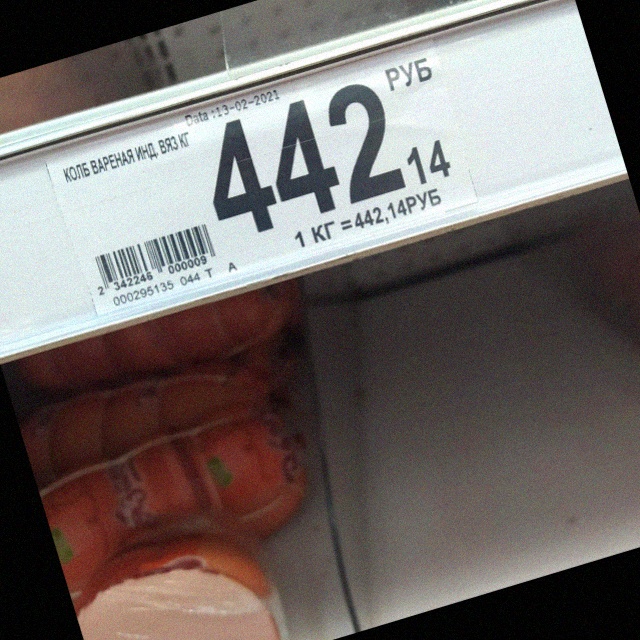 Data :13-02-2021
КОЛБ ВАРЕНАЯ ИНД. ВЯЗ КГ
442 14 РУБ
1 КГ =442,14РУБ
2 342246 000009
000295135 044 Т А